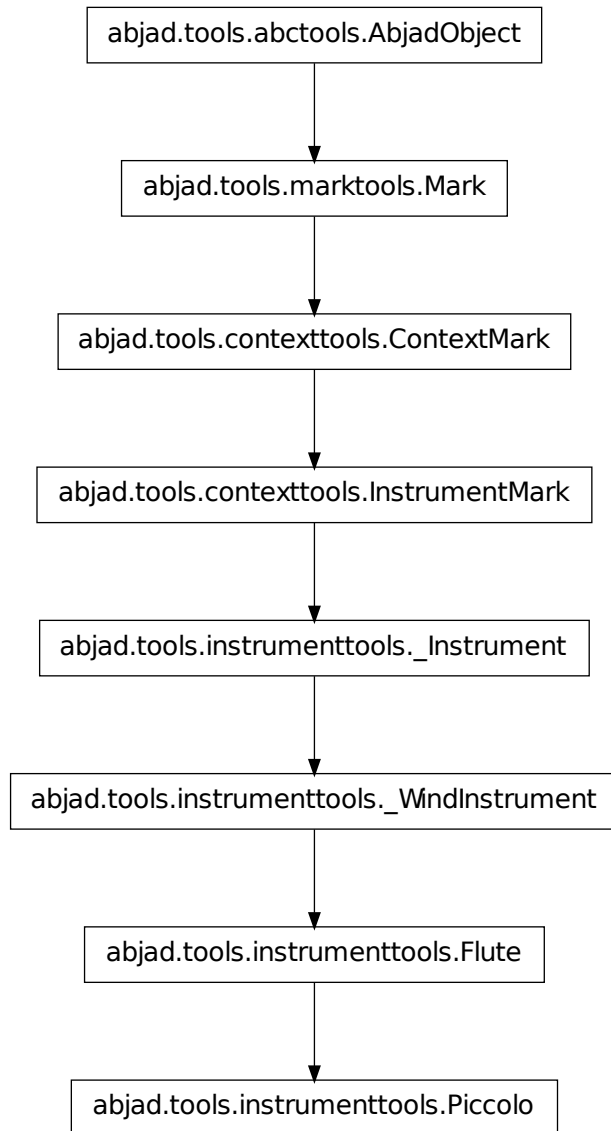 abjad.tools.abctools.AbjadObject
abjad.tools.marktools.Mark
abjad.tools.contexttools.ContextMark
abjad.tools.contexttools.InstrumentMark
abjad.tools.instrumenttools._Instrument
abjad.tools.instrumenttools._WindInstrument
abjad.tools.instrumenttools.Flute
abjad.tools.instrumenttools.Piccolo